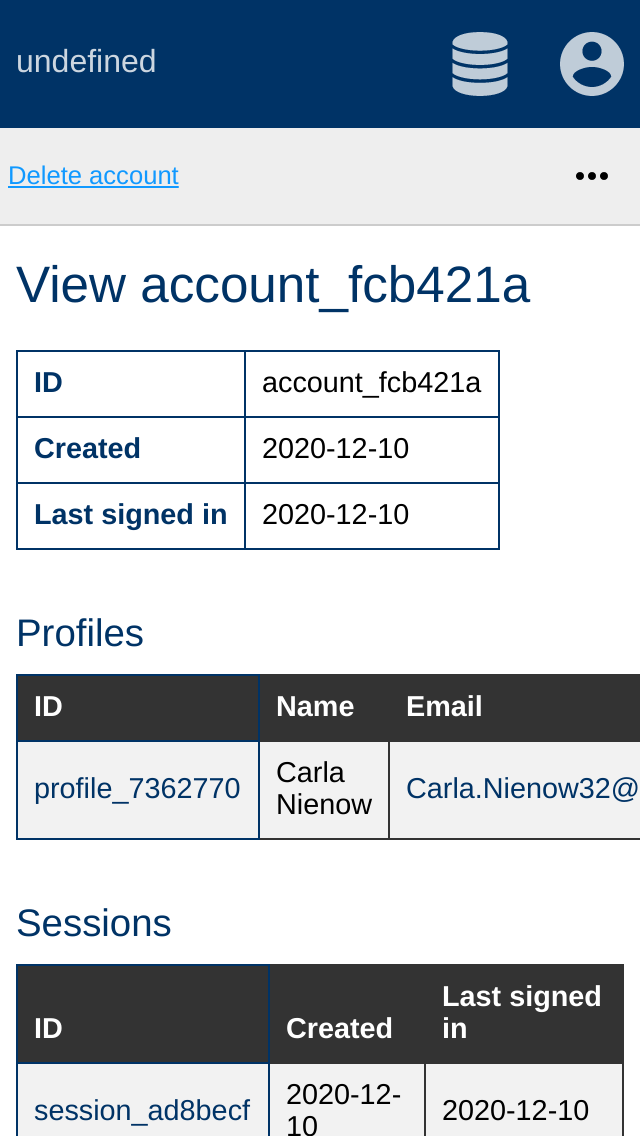 undefined
Delete account
View account_fcb421a
ID account_fcb421a
Created 2020-12-10
Last signed in 2020-12-10
Profiles
ID Name Email
profile_7362770 Carla Nienow Carla.Nienow32@
Sessions
ID Created Last signed in
session_ad8becf 2020-12-10 2020-12-10